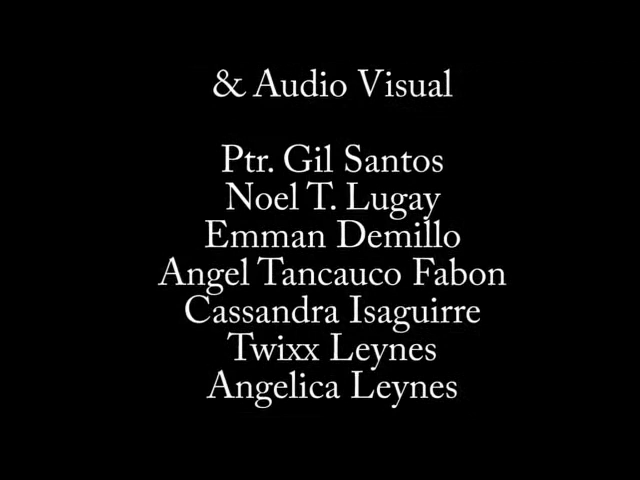 & Audio Visual
Ptr. Gil Santos
Noel T. Lugay
Emman Demillo
Angel Tancauco Fabon
Cassandra Isaguirre
Twixx Leynes
Angelica Leynes